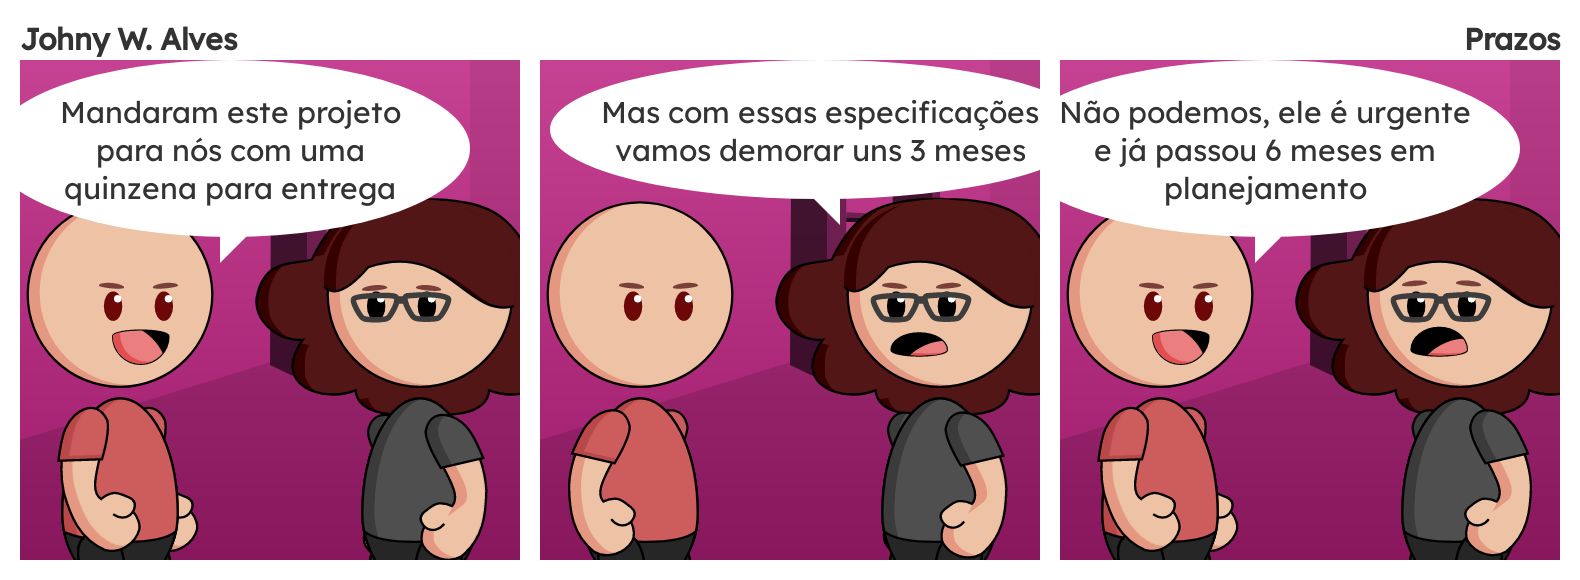 Johny W. Alves
Prazos
Mandaram este projeto
para nós com uma
quinzena para entrega
Mas com essas especificações
vamos demorar uns 3 meses
Não podemos, ele é urgente
e já passou 6 meses em
planejamento